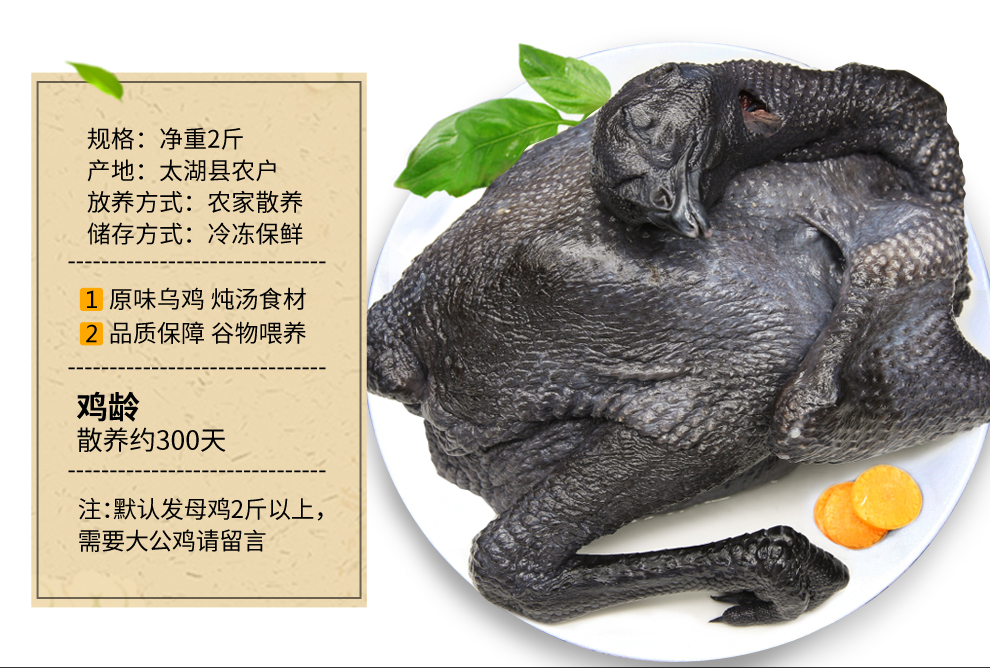 规格：净重2斤
产地：太湖县农户
放养方式：农家散养
储存方式：冷冻保鲜
1 原味乌鸡 炖汤食材
2 品质保障 谷物喂养
鸡龄
散养约300天
注:默认发母鸡2斤以上，
需要大公鸡请留言